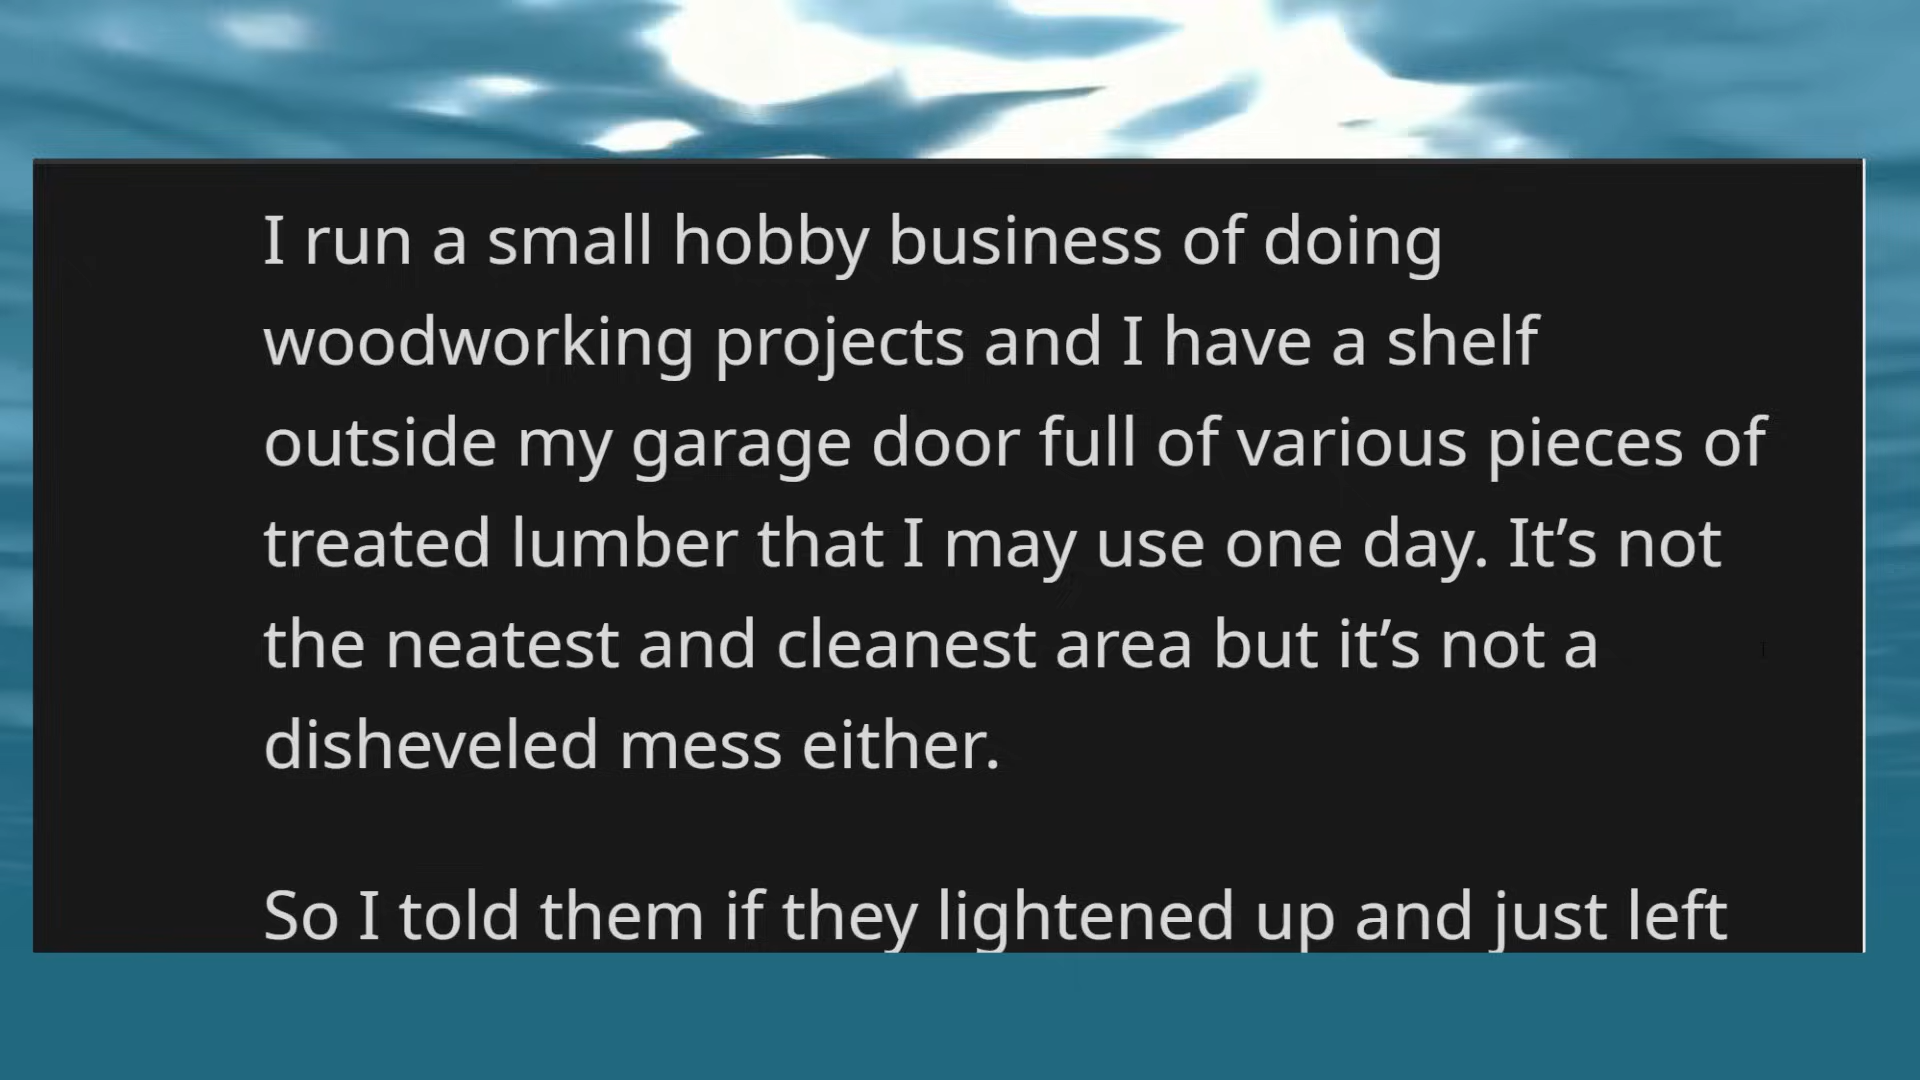 I run a small hobby business of doing
woodworking projects and I have a shelf
outside my garage door full of various pieces of
treated lumber that I may use one day. It’s not
the neatest and cleanest area but it’s not a
disheveled mess either.
So I told them if they lightened up and just left